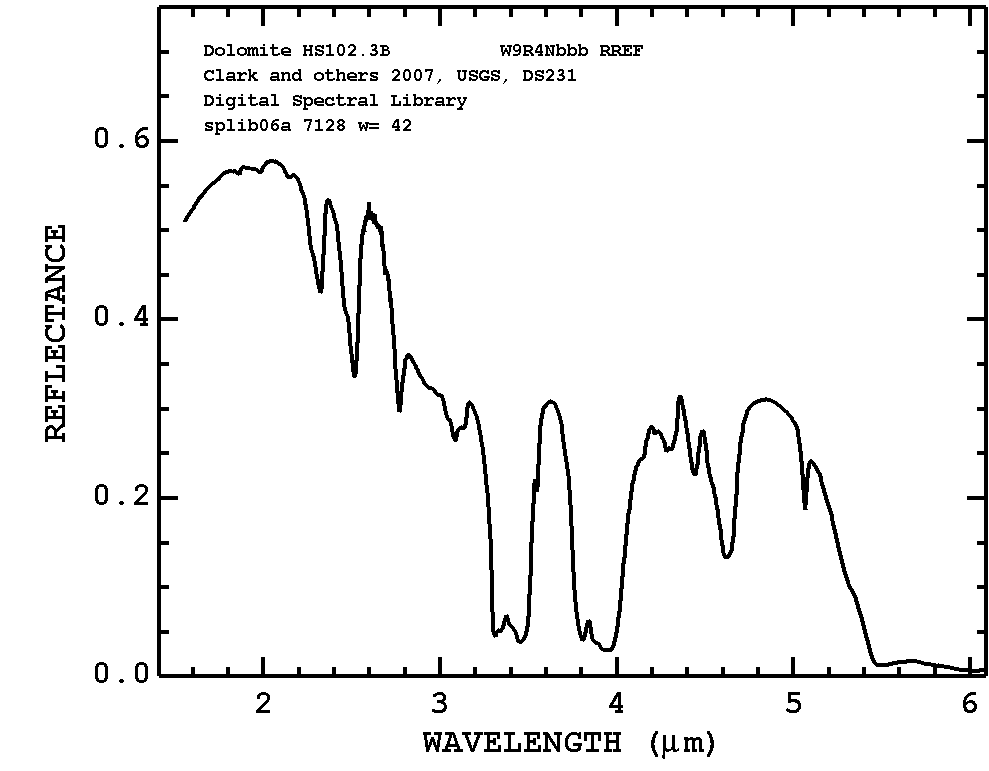 Dolomite HS102.3B W9R4Nbbb RREF
Clark and others 2007, USGS, DS231
Digital Spectral Library
splib06a 7128 w= 42
0.6
0.4
0.2
0.0
REFLECTANCE
2 3 4 5 6
WAVELENGTH (μm)